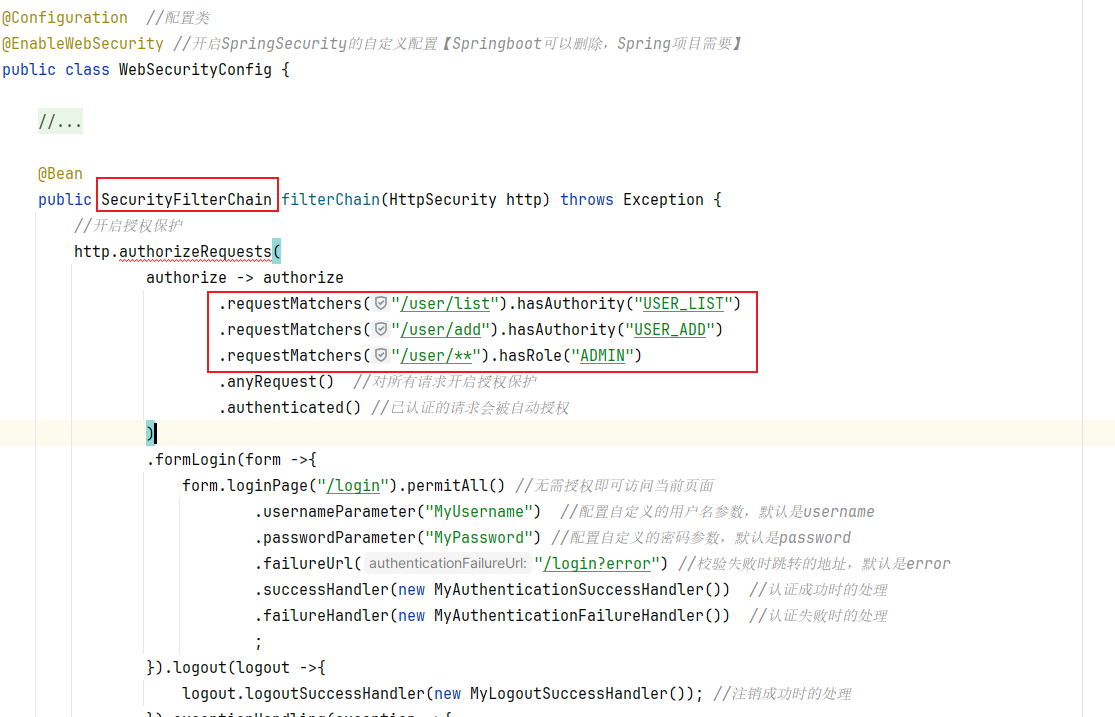 @Configuration  //配置类
@EnableWebSecurity //开启SpringSecurity的自定义配置【Springboot可以删除，Spring项目需要】
public class WebSecurityConfig {
//...
@Bean
public SecurityFilterChain filterChain(HttpSecurity http) throws Exception {
//开启授权保护
http.authorizeRequests(
authorize -> authorize
.requestMatchers("/user/list").hasAuthority("USER_LIST")
.requestMatchers("/user/add").hasAuthority("USER_ADD")
.requestMatchers("/user/**").hasRole("ADMIN")
.anyRequest()  //对所有请求开启授权保护
.authenticated() //已认证的请求会被自动授权
)
.formLogin(form ->{
form.loginPage("/login").permitAll() //无需授权即可访问当前页面
.usernameParameter("MyUsername")  //配置自定义的用户名参数，默认是username
.passwordParameter("MyPassword") //配置自定义的密码参数，默认是password
.failureUrl( authenticationFailureUrl: "/login?error") //校验失败时跳转的地址，默认是error
.successHandler(new MyAuthenticationSuccessHandler())  //认证成功时的处理
.failureHandler(new MyAuthenticationFailureHandler())  //认证失败时的处理
;
}).logout(logout ->{
logout.logoutSuccessHandler(new MyLogoutSuccessHandler()); //注销成功时的处理
}).exceptionHandling(exception ->{